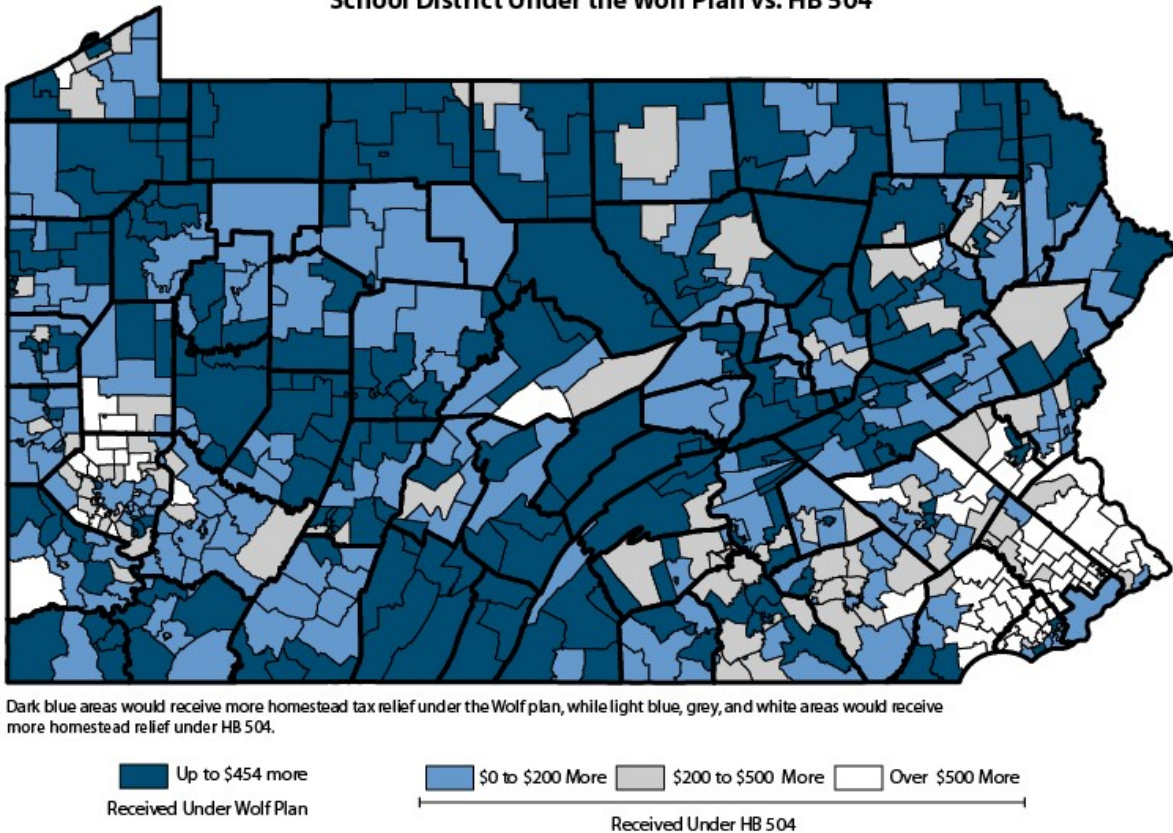 School District Under the Wolf Plan vs. HB 504
Dark blue areas would receive more homestead tax relief under the Wolf plan, while light blue, grey, and white areas would receive
more homestead relief under HB 504.
Up to $454 more
$0 to $200 More
$200 to $500 More
Over $500 More
Received Under Wolf Plan
Received Under HB 504